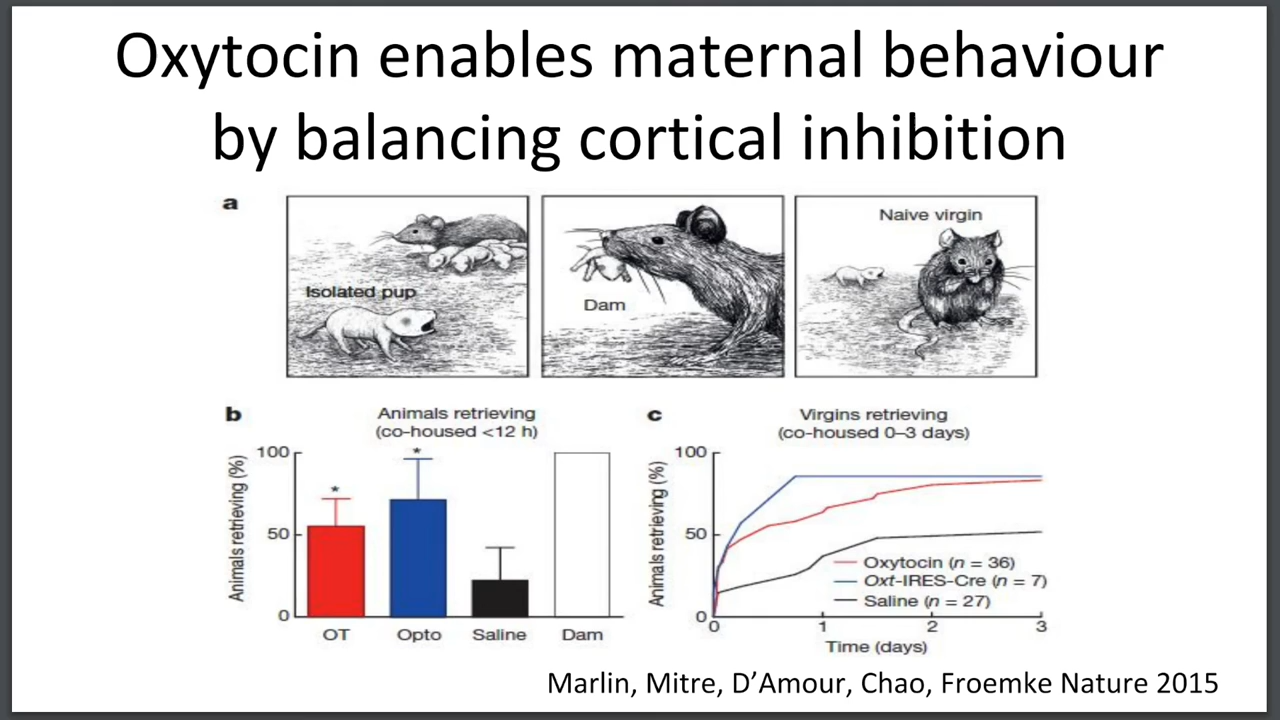 Oxytocin enables maternal behaviour
by balancing cortical inhibition
a
Isolated pup
Dam
Naive virgin
b
Animals retrieving
(co-housed <12 h)
Animals retrieving (%)
100
50
0
*
*
OT
Opto
Saline
Dam
c
Virgins retrieving
(co-housed 0–3 days)
Animals retrieving (%)
100
50
0
Oxytocin (n = 36)
Oxt-IRES-Cre (n = 7)
Saline (n = 27)
0
1
2
3
Time (days)
Marlin, Mitre, D’Amour, Chao, Froemke Nature 2015